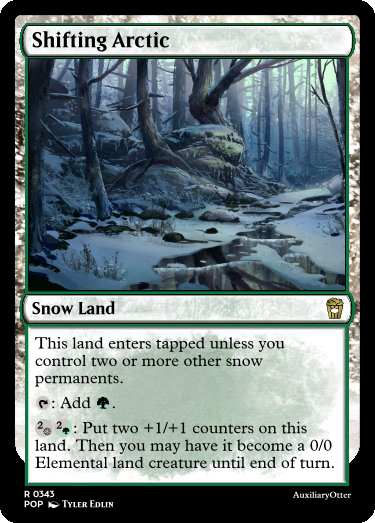 Shifting Arctic
Snow Land
This land enters tapped unless you
control two or more other snow
permanents.
: Add .
2 2 : Put two +1/+1 counters on this
land. Then you may have it become a 0/0
Elemental land creature until end of turn.
R 0343
POP Tyler Edlin
AuxiliaryOtter